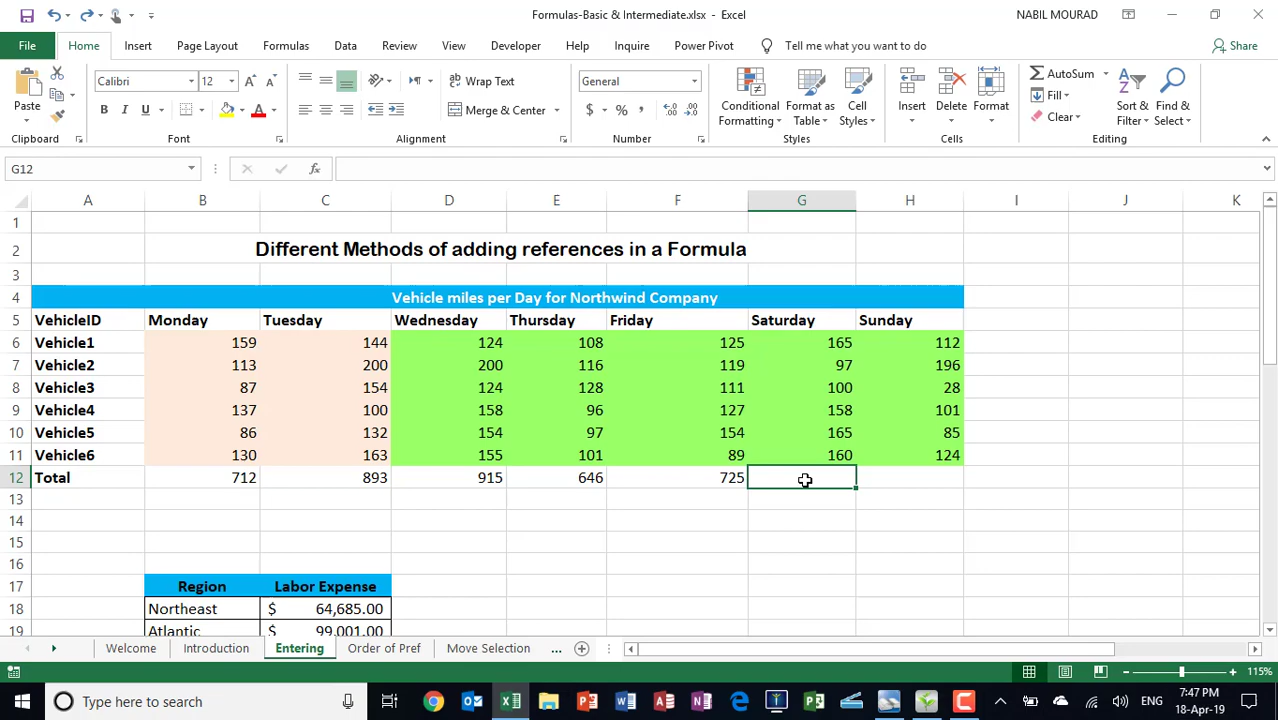 Formulas-Basic & Intermediate.xlsx - Excel
NABIL MOURAD
File Home Insert Page Layout Formulas Data Review View Developer Help Inquire Power Pivot Tell me what you want to do Share
Paste
Clipboard
Calibri 12
B I U
Font
Wrap Text
Merge & Center
Alignment
General
$ % ,
Number
Conditional Formatting
Format as Table
Cell Styles
Styles
Insert Delete Format
Cells
AutoSum
Fill
Clear
Sort & Filter
Find & Select
Editing
G12 fx
A B C D E F G H I J K
1
2 Different Methods of adding references in a Formula
3
4 Vehicle miles per Day for Northwind Company
5 VehicleID Monday Tuesday Wednesday Thursday Friday Saturday Sunday
6 Vehicle1 159 144 124 108 125 165 112
7 Vehicle2 113 200 200 116 119 97 196
8 Vehicle3 87 154 124 128 111 100 28
9 Vehicle4 137 100 158 96 127 158 101
10 Vehicle5 86 132 154 97 154 165 85
11 Vehicle6 130 163 155 101 89 160 124
12 Total 712 893 915 646 725
13
14
15
16
17 Region Labor Expense
18 Northeast $ 64,685.00
19 Atlantic $ 99,001.00
Welcome Introduction Entering Order of Pref Move Selection ...
115%
Type here to search
ENG
7:47 PM
18-Apr-19